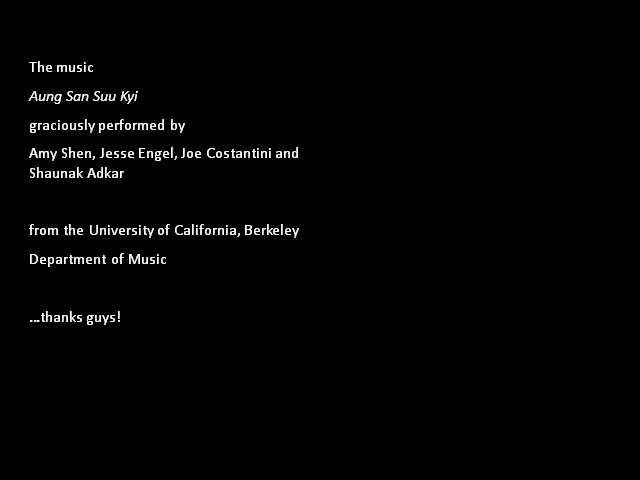 The music
Aung San Suu Kyi
graciously performed by
Amy Shen, Jesse Engel, Joe Costantini and
Shaunak Adkar
from the University of California, Berkeley
Department of Music
...thanks guys!